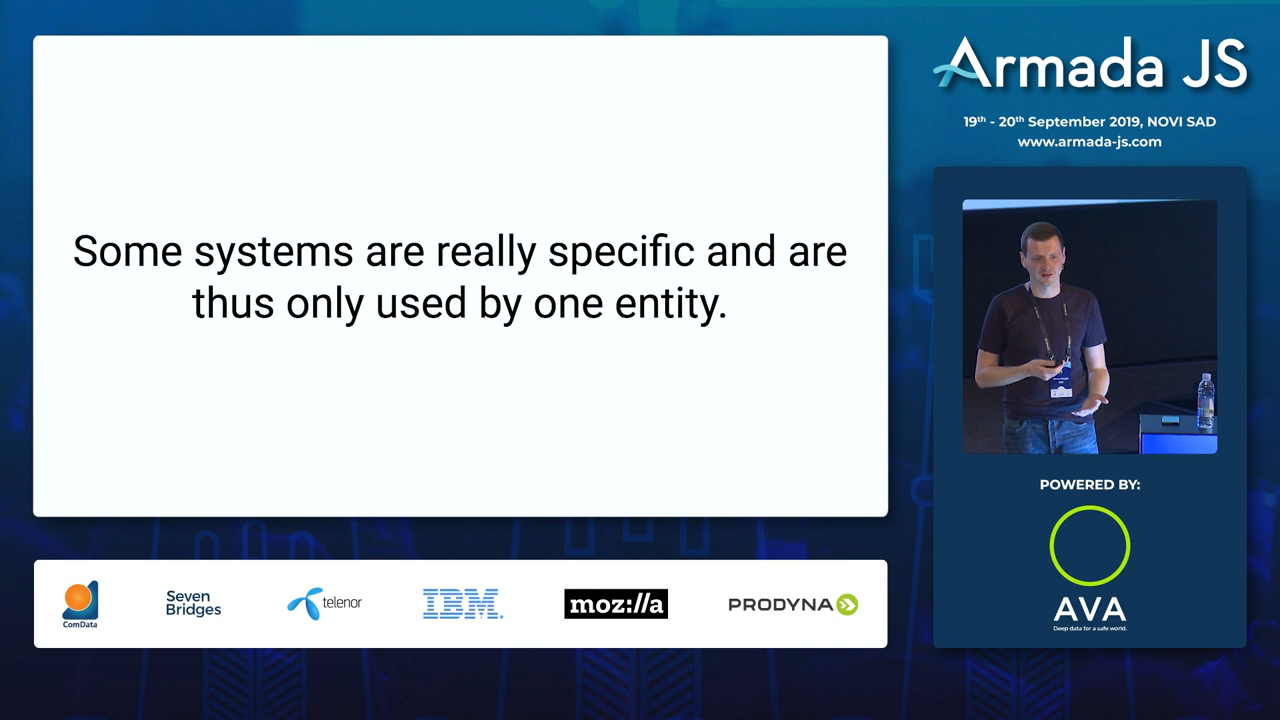 Some systems are really specific and are
thus only used by one entity.
Armada JS
19th - 20th September 2019, NOVI SAD
www.armada-js.com
POWERED BY:
AVA
Deep data for a safe world.
ComData
Seven
Bridges
telenor
IBM
moz://a
PRODYNA